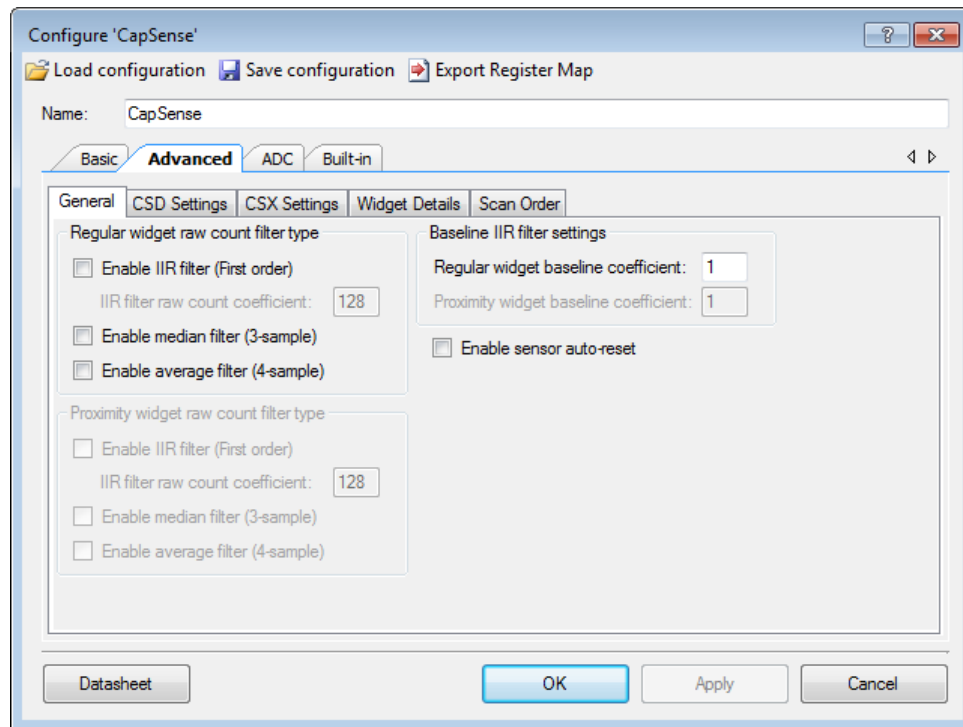 Configure 'CapSense'
Load configuration Save configuration Export Register Map
Name: CapSense
Basic Advanced ADC Built-in
General CSD Settings CSX Settings Widget Details Scan Order
Regular widget raw count filter type
Enable IIR filter (First order)
IIR filter raw count coefficient: 128
Enable median filter (3-sample)
Enable average filter (4-sample)
Proximity widget raw count filter type
Enable IIR filter (First order)
IIR filter raw count coefficient: 128
Enable median filter (3-sample)
Enable average filter (4-sample)
Baseline IIR filter settings
Regular widget baseline coefficient: 1
Proximity widget baseline coefficient: 1
Enable sensor auto-reset
Datasheet OK Apply Cancel